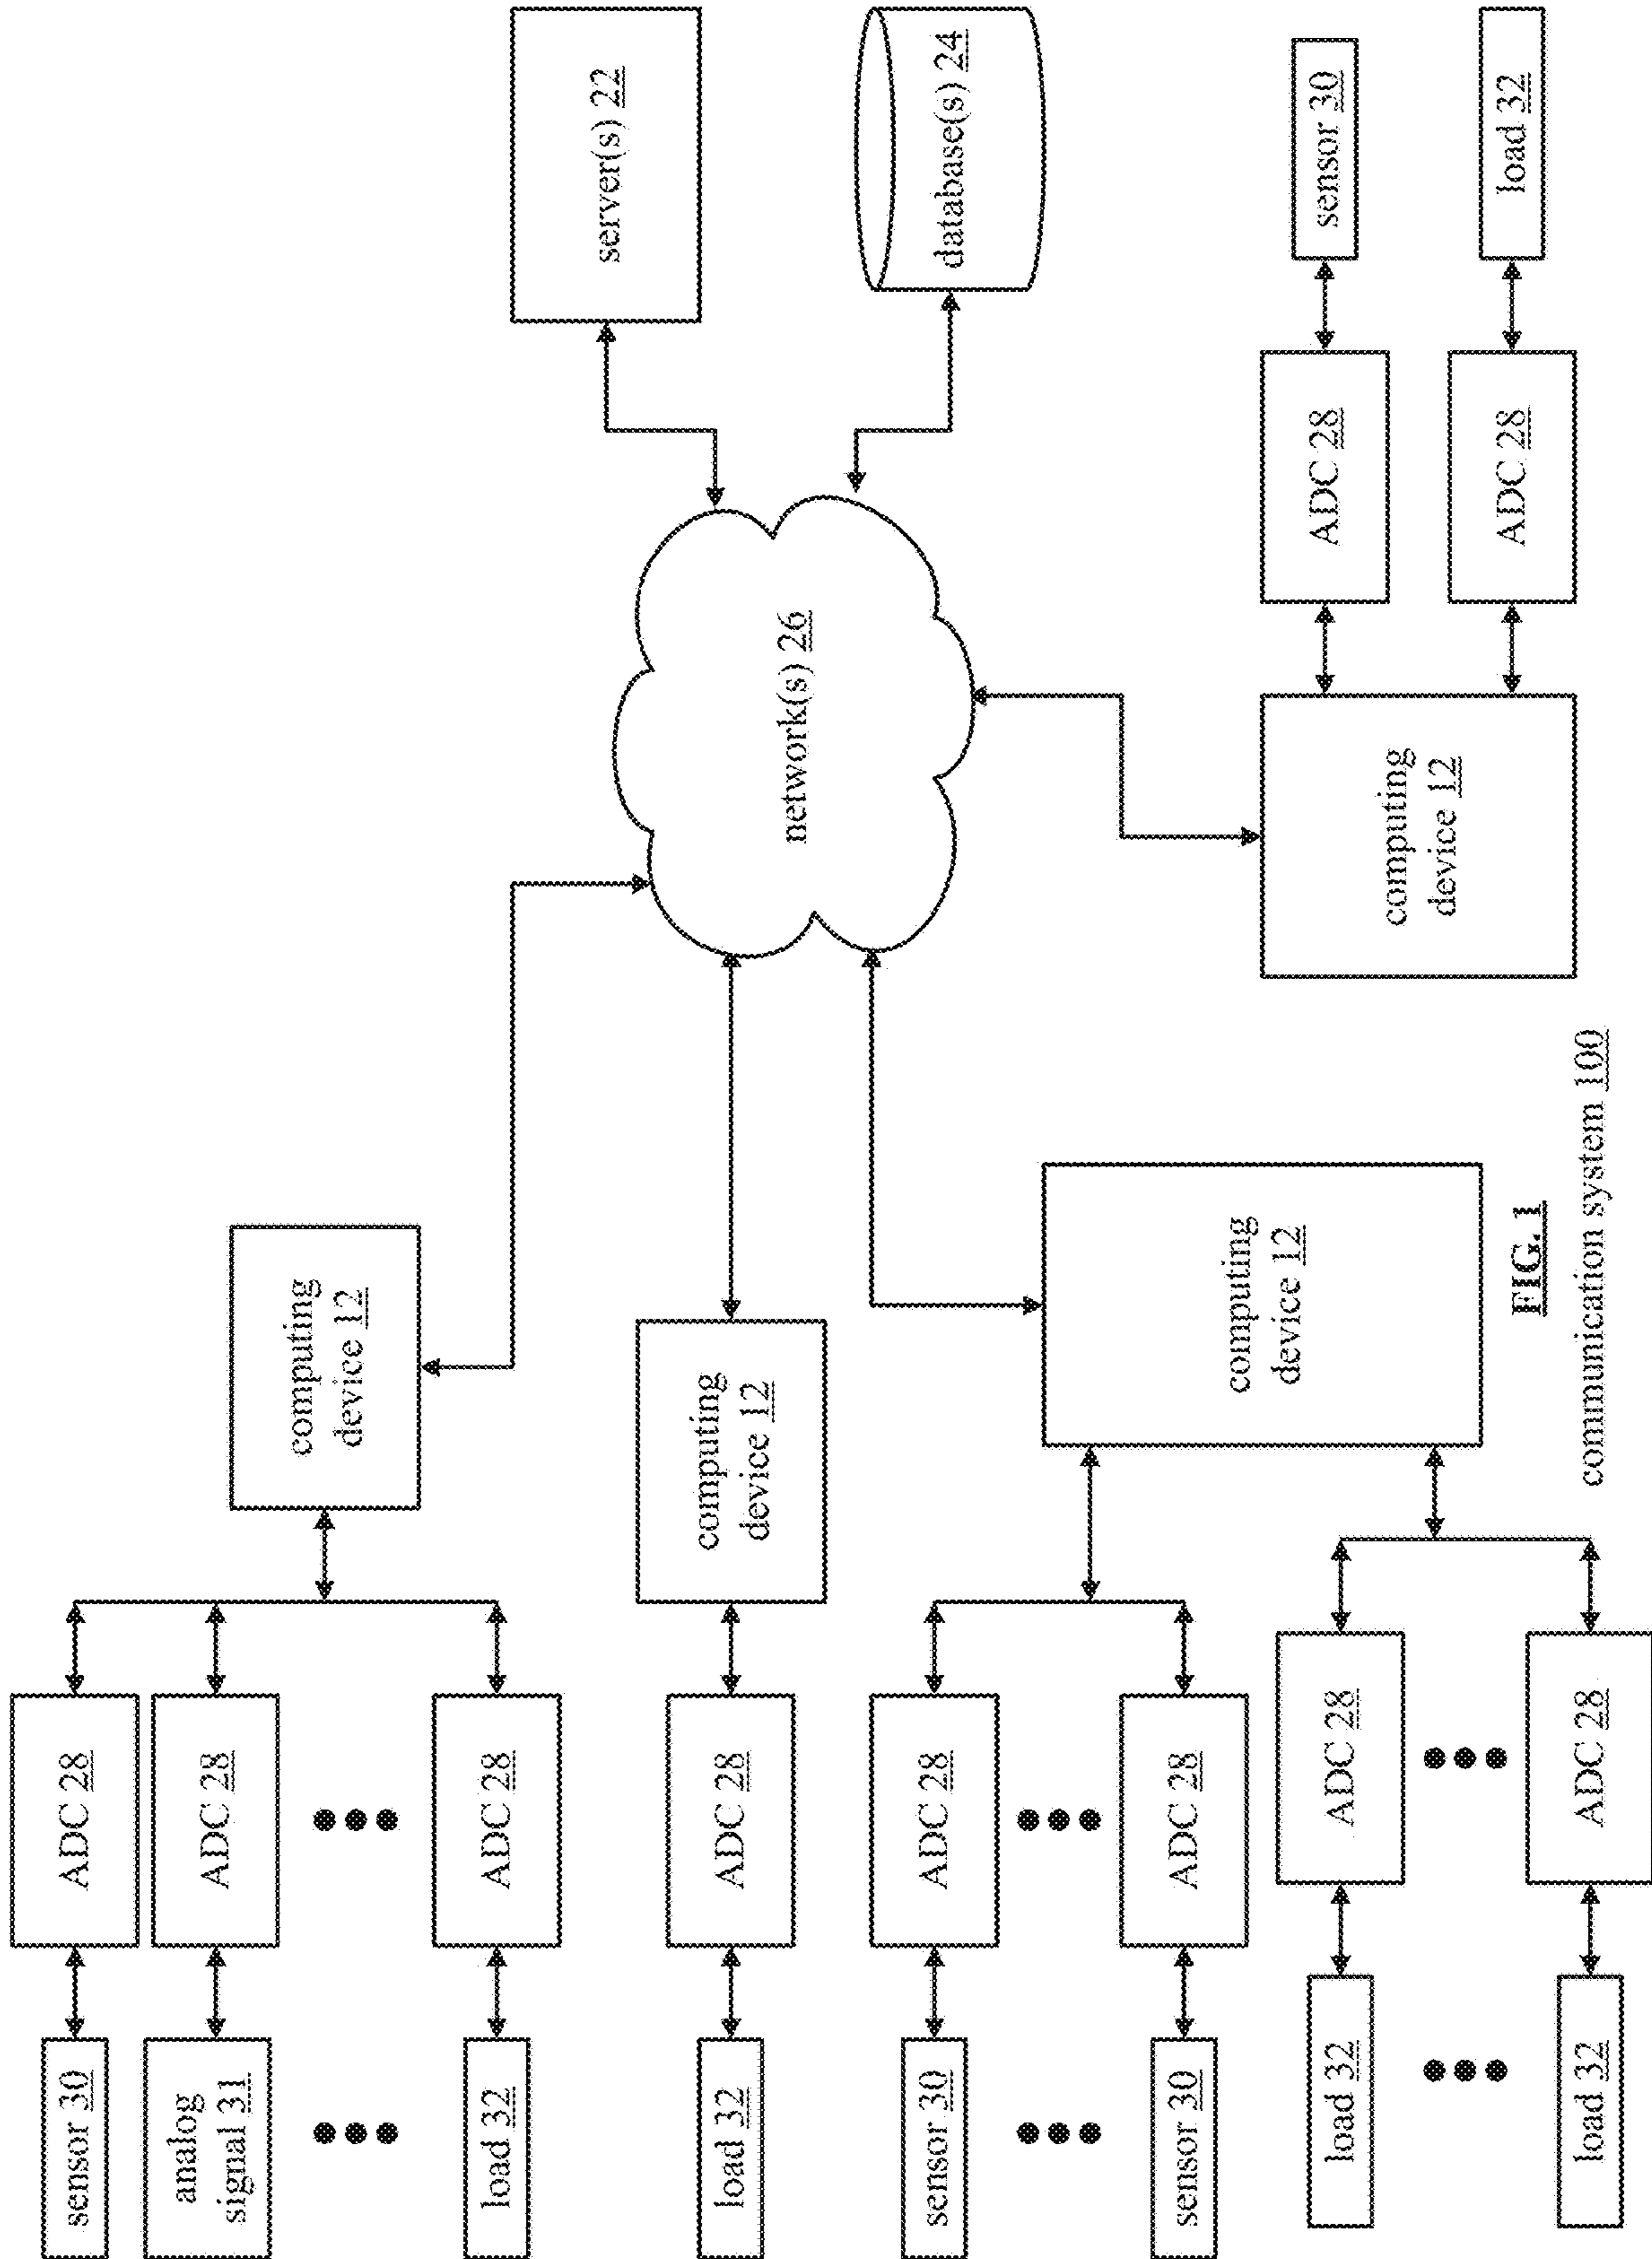 sensor 30
ADC 28
analog
signal 31
ADC 28
computing
device 12
load 32
ADC 28
server(s) 22
load 32
ADC 28
computing
device 12
network(s) 26
database(s) 24
sensor 30
ADC 28
sensor 30
ADC 28
computing
device 12
load 32
ADC 28
load 32
ADC 28
computing
device 12
ADC 28
sensor 30
ADC 28
load 32
FIG. 1
communication system 100